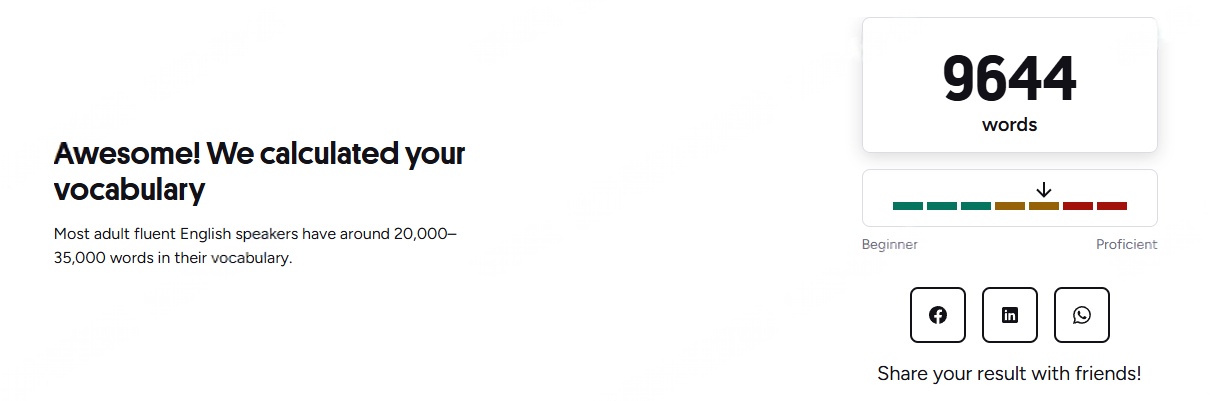 Awesome! We calculated your
vocabulary
Most adult fluent English speakers have around 20,000–
35,000 words in their vocabulary.
9644
words
Beginner
Proficient
Share your result with friends!